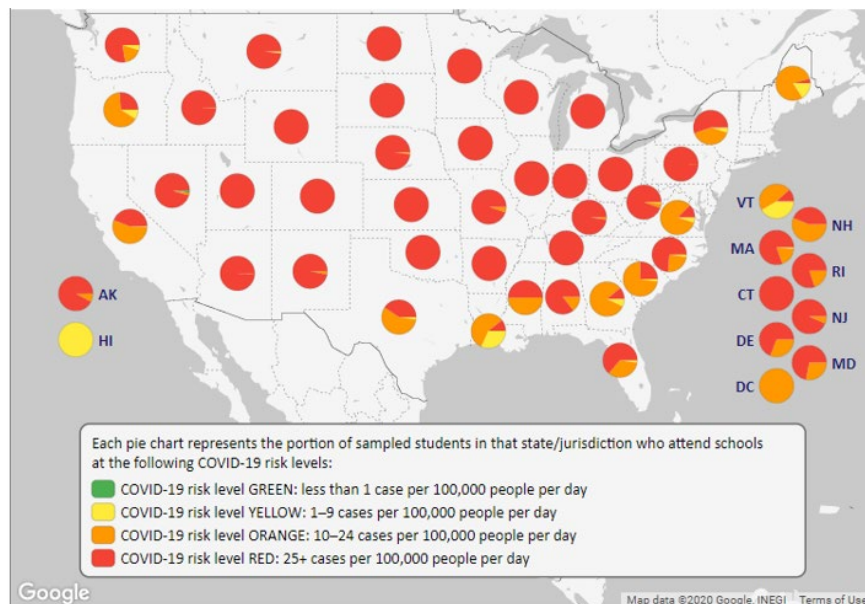 VT
NH
MA
RI
AK
CT
NJ
HI
DE
MD
DC
Each pie chart represents the portion of sampled students in that state/jurisdiction who attend schools
at the following COVID-19 risk levels:
COVID-19 risk level GREEN: less than 1 case per 100,000 people per day
COVID-19 risk level YELLOW: 1–9 cases per 100,000 people per day
COVID-19 risk level ORANGE: 10–24 cases per 100,000 people per day
COVID-19 risk level RED: 25+ cases per 100,000 people per day
Google
Map data ©2020 Google, INEGI Terms of Use